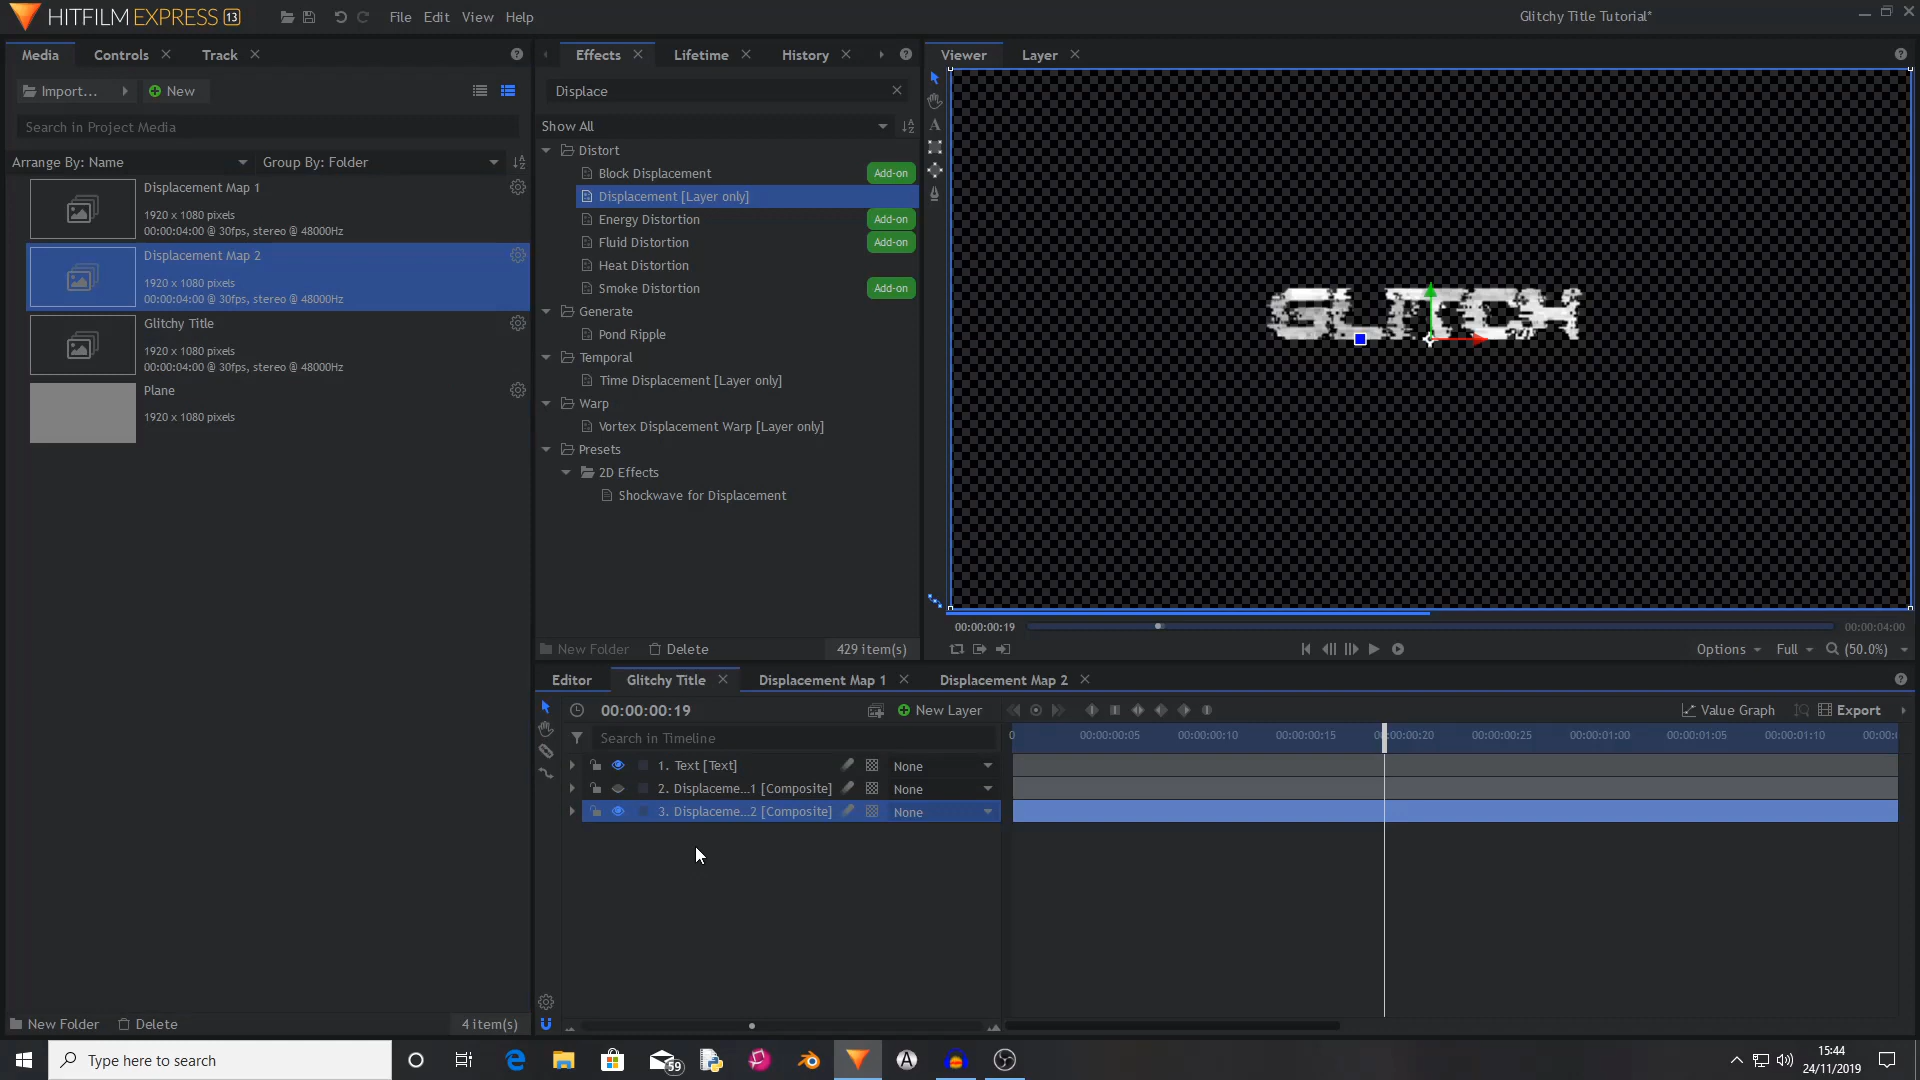 HITFILM EXPRESS 13
File Edit View Help
Glitchy Title Tutorial*
Media
Controls
Track
Import...
New
Search in Project Media
Arrange By: Name
Group By: Folder
Displacement Map 1
1920 x 1080 pixels
00:00:04:00 @ 30fps, stereo @ 48000Hz
Displacement Map 2
1920 x 1080 pixels
00:00:04:00 @ 30fps, stereo @ 48000Hz
Glitchy Title
1920 x 1080 pixels
00:00:04:00 @ 30fps, stereo @ 48000Hz
Plane
1920 x 1080 pixels
New Folder
Delete
4 item(s)
Effects
Lifetime
History
Displace
Show All
Distort
Block Displacement Add-on
Displacement [Layer only]
Energy Distortion Add-on
Fluid Distortion Add-on
Heat Distortion
Smoke Distortion Add-on
Generate
Pond Ripple
Temporal
Time Displacement [Layer only]
Warp
Vortex Displacement Warp [Layer only]
Presets
2D Effects
Shockwave for Displacement
New Folder
Delete
429 item(s)
Viewer
Layer
A
GLITCH
00:00:00:19
00:00:04:00
Options
Full
(50.0%)
Editor
Glitchy Title
Displacement Map 1
Displacement Map 2
00:00:00:19
New Layer
Value Graph
Export
Search in Timeline
0 00:00:00:05 00:00:00:10 00:00:00:15 00:00:00:20 00:00:00:25 00:00:01:00 00:00:01:05 00:00:01:10
1. Text [Text] None
2. Displaceme...1 [Composite] None
3. Displaceme...2 [Composite] None
Type here to search
59
15:44
24/11/2019